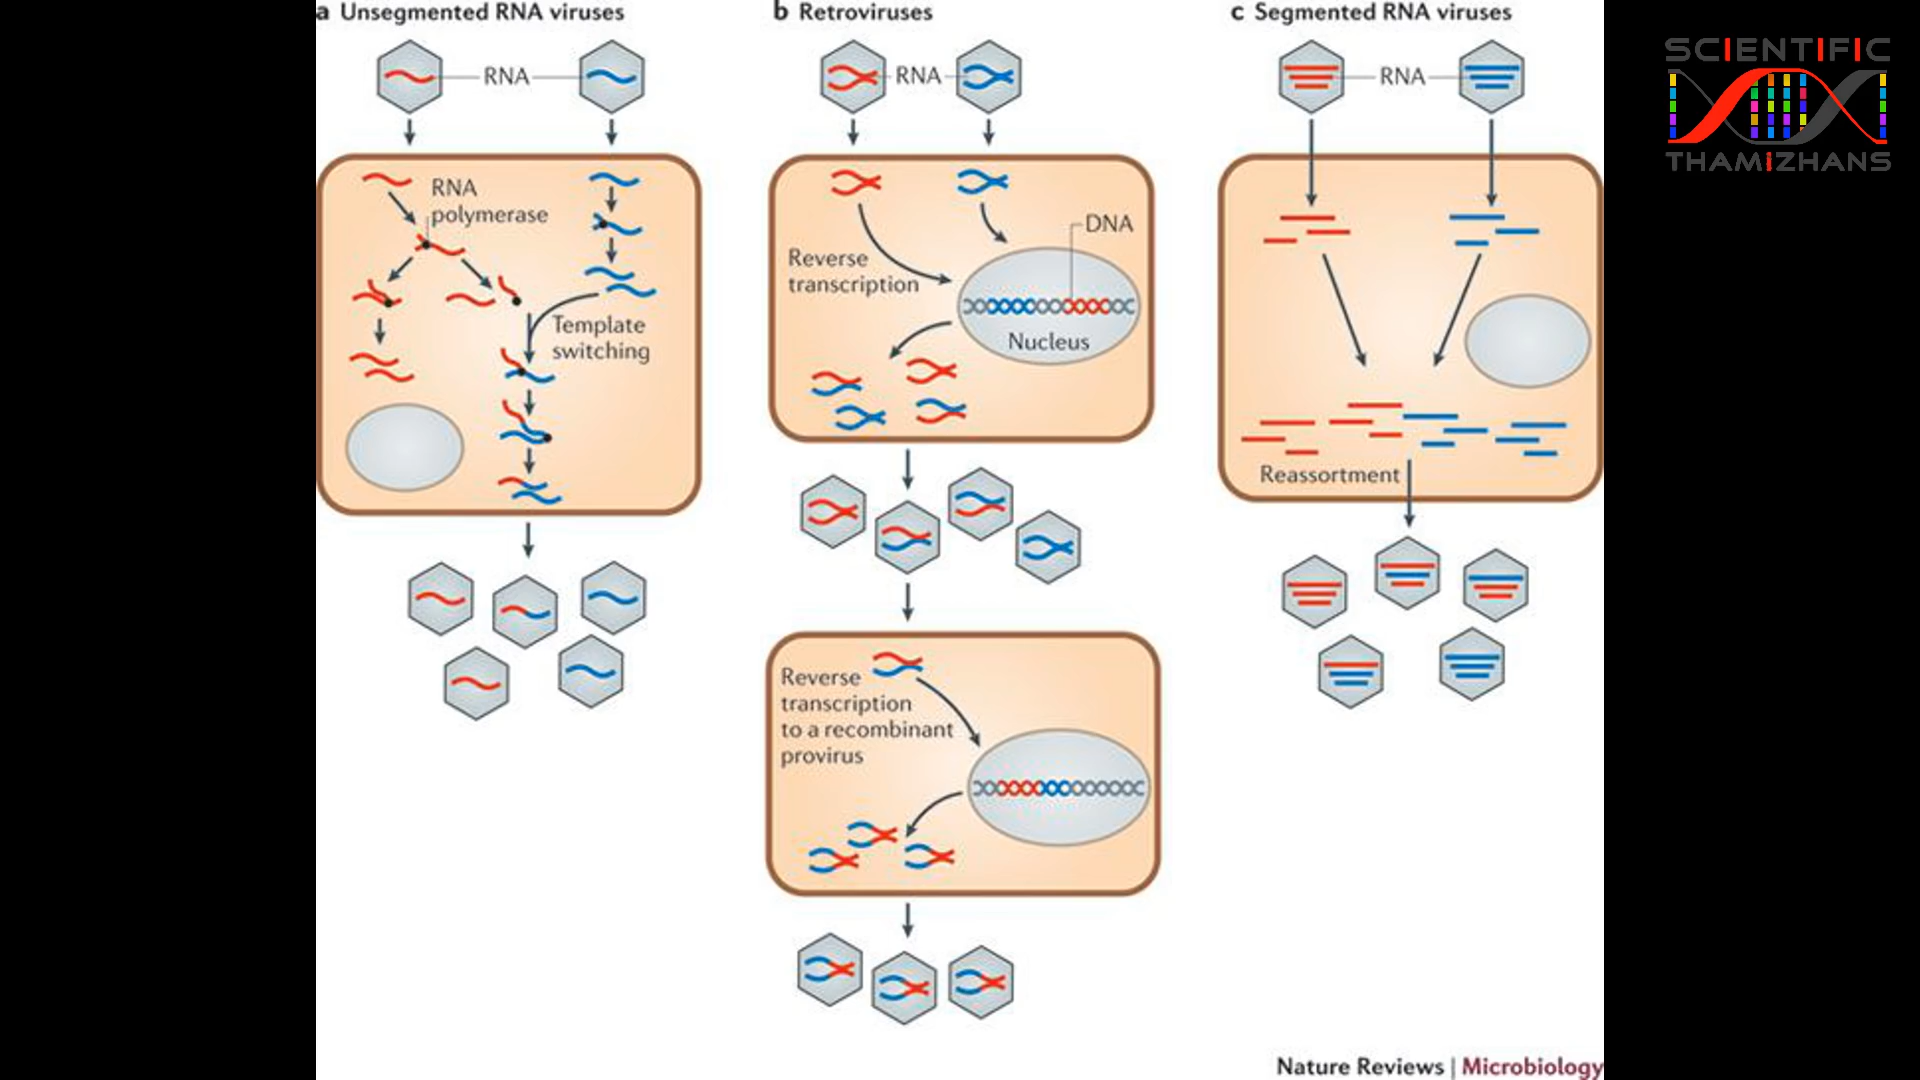 a Unsegmented RNA viruses
RNA
RNA
polymerase
Template
switching
b Retroviruses
RNA
DNA
Reverse
transcription
Nucleus
Reverse
transcription
to a recombinant
provirus
c Segmented RNA viruses
RNA
Reassortment
Nature Reviews | Microbiology
SCIENTIFIC
THAMIZHANS